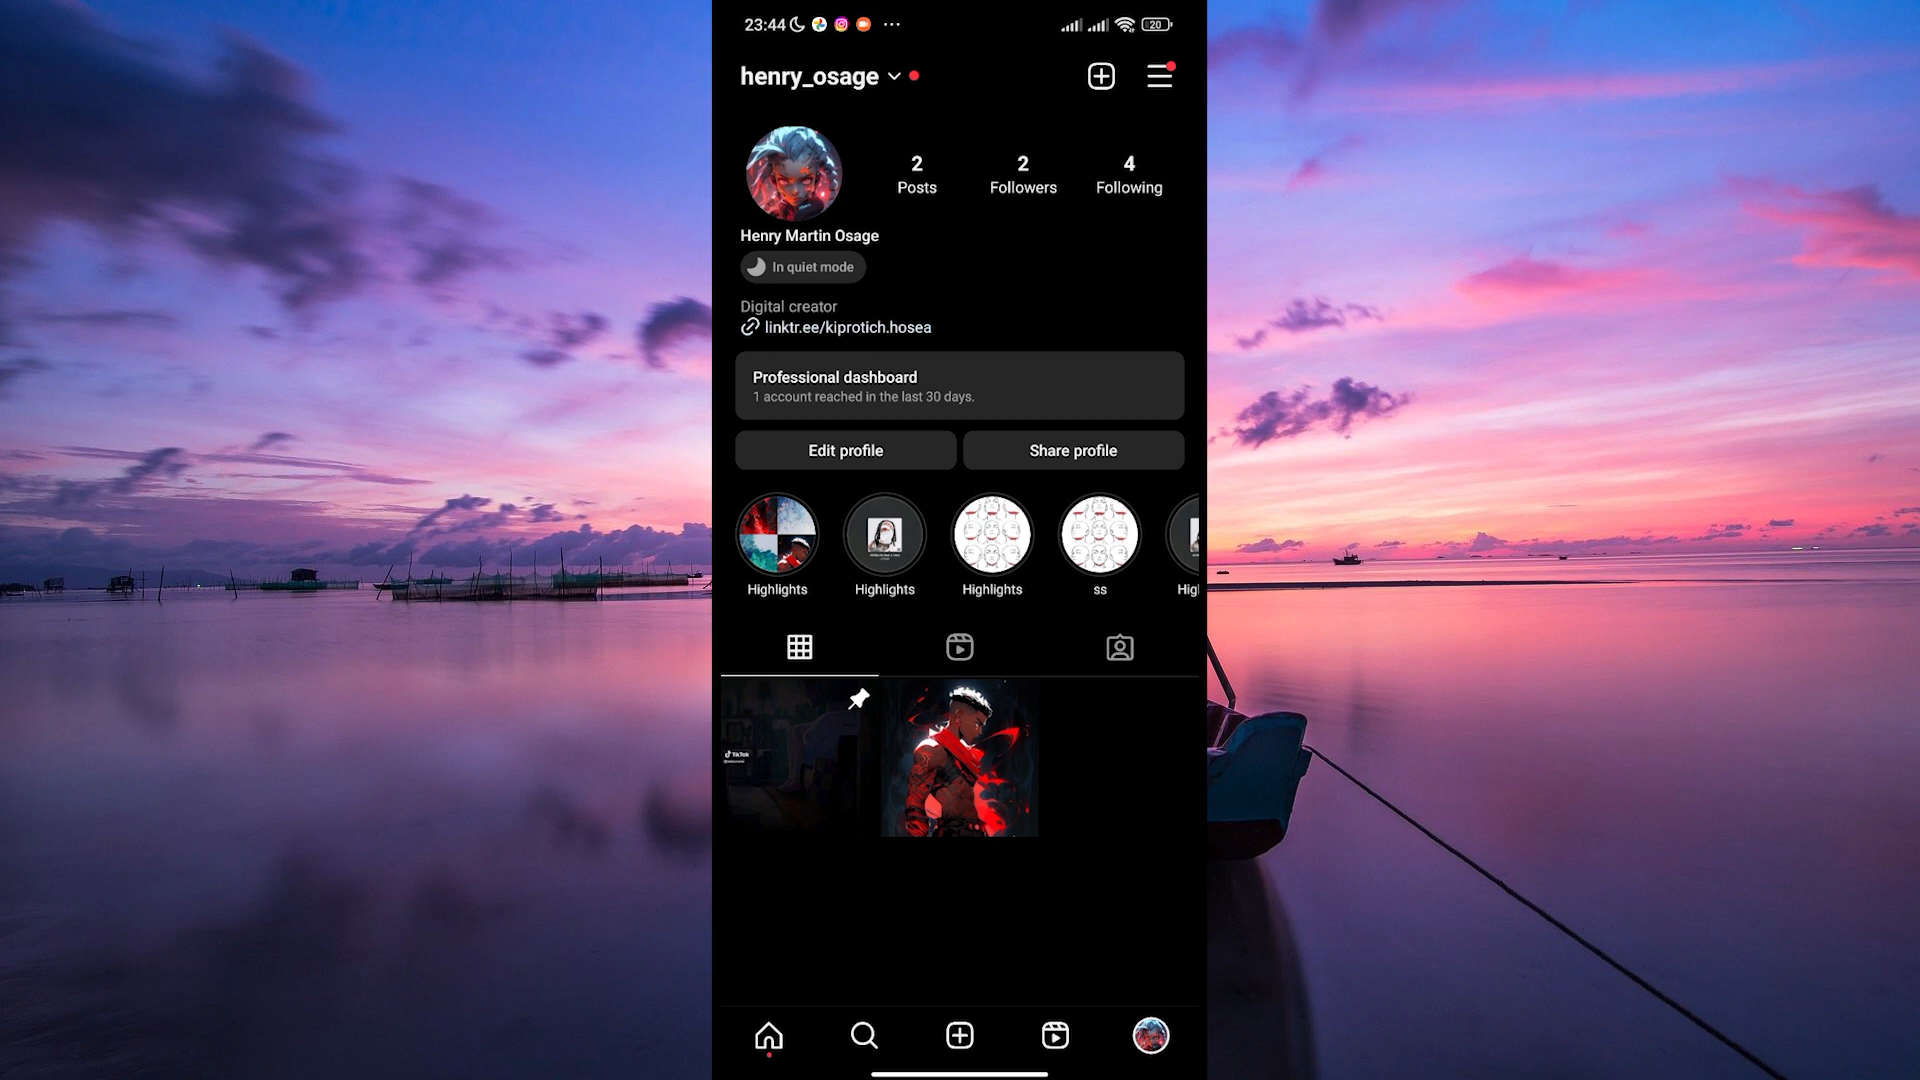 23:44 ... 20
henry_osage
2 2 4
Posts Followers Following
Henry Martin Osage
In quiet mode
Digital creator
linktr.ee/kiprotich.hosea
Professional dashboard
1 account reached in the last 30 days.
Edit profile Share profile
Highlights Highlights Highlights ss Higl
TikTok